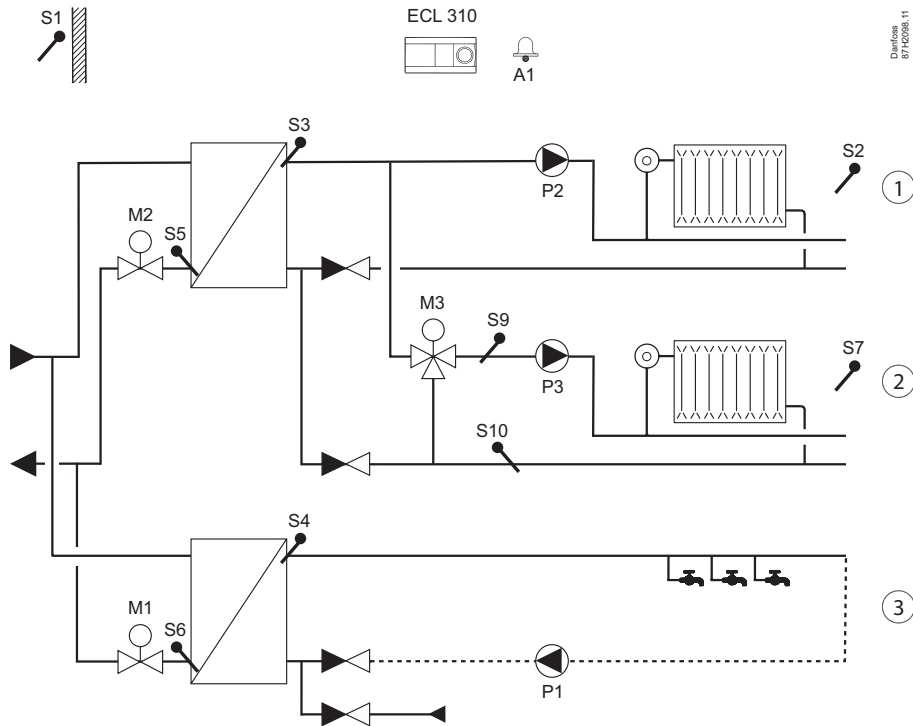 S1
ECL 310
A1
Danfoss
87H2098.11
S3
P2
S2
1
M2
S5
M3
S9
P3
S7
2
S10
S4
M1
S6
P1
3